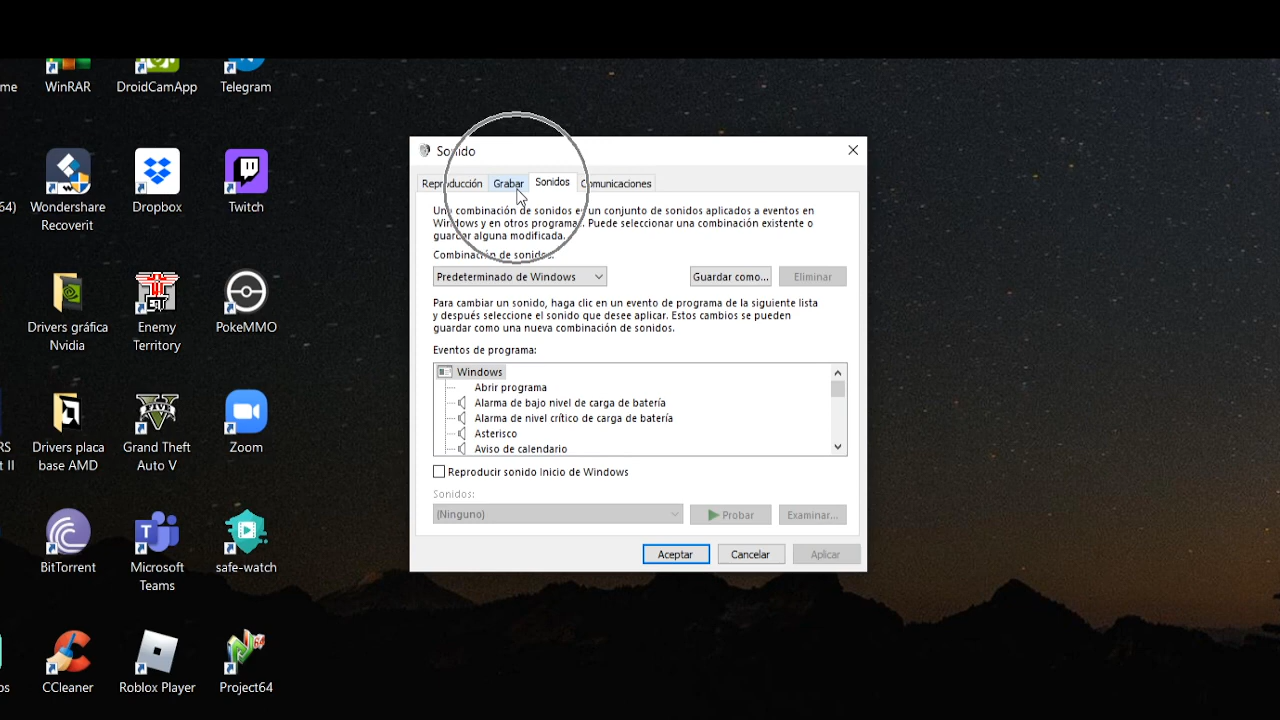 me
WinRAR
DroidCamApp
Telegram
64)
Wondershare
Recoverit
Dropbox
Twitch
Drivers gráfica
Nvidia
Enemy
Territory
PokeMMO
RS
t II
Drivers placa
base AMD
Grand Theft
Auto V
Zoom
BitTorrent
Microsoft
Teams
safe-watch
os
CCleaner
Roblox Player
Project64
Sonido
Reproducción Grabar Sonidos Comunicaciones
Una combinación de sonidos es un conjunto de sonidos aplicados a eventos en
Windows y en otros programas. Puede seleccionar una combinación existente o
guardar alguna modificada.
Combinación de sonidos:
Predeterminado de Windows Guardar como... Eliminar
Para cambiar un sonido, haga clic en un evento de programa de la siguiente lista
y después seleccione el sonido que desee aplicar. Estos cambios se pueden
guardar como una nueva combinación de sonidos.
Eventos de programa:
Windows
Abrir programa
Alarma de bajo nivel de carga de batería
Alarma de nivel crítico de carga de batería
Asterisco
Aviso de calendario
Reproducir sonido Inicio de Windows
Sonidos:
(Ninguno) Probar Examinar...
Aceptar Cancelar Aplicar